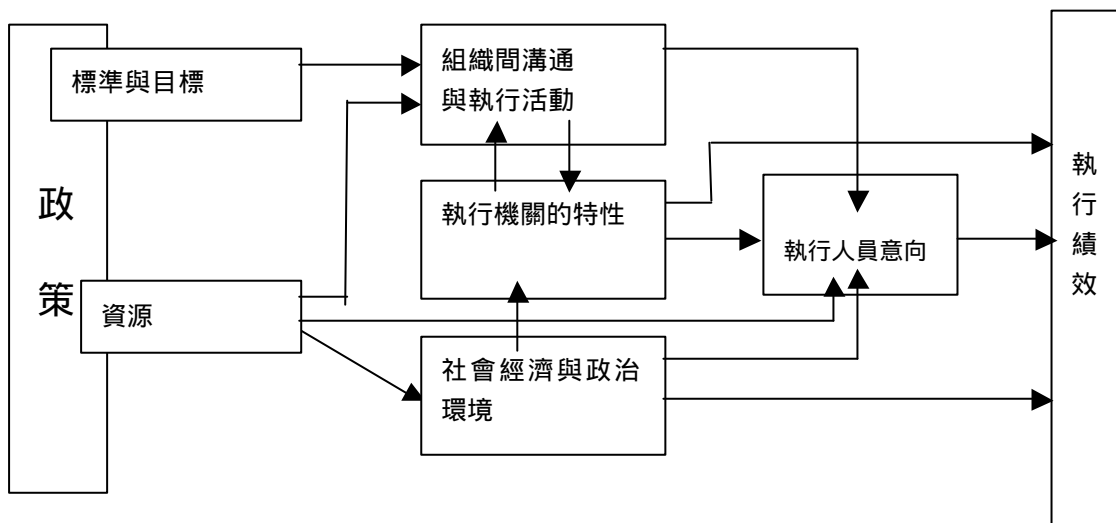 政
策
標準與目標
資源
組織間溝通
與執行活動
執行機關的特性
社會經濟與政治
環境
執行人員意向
執
行
績
效